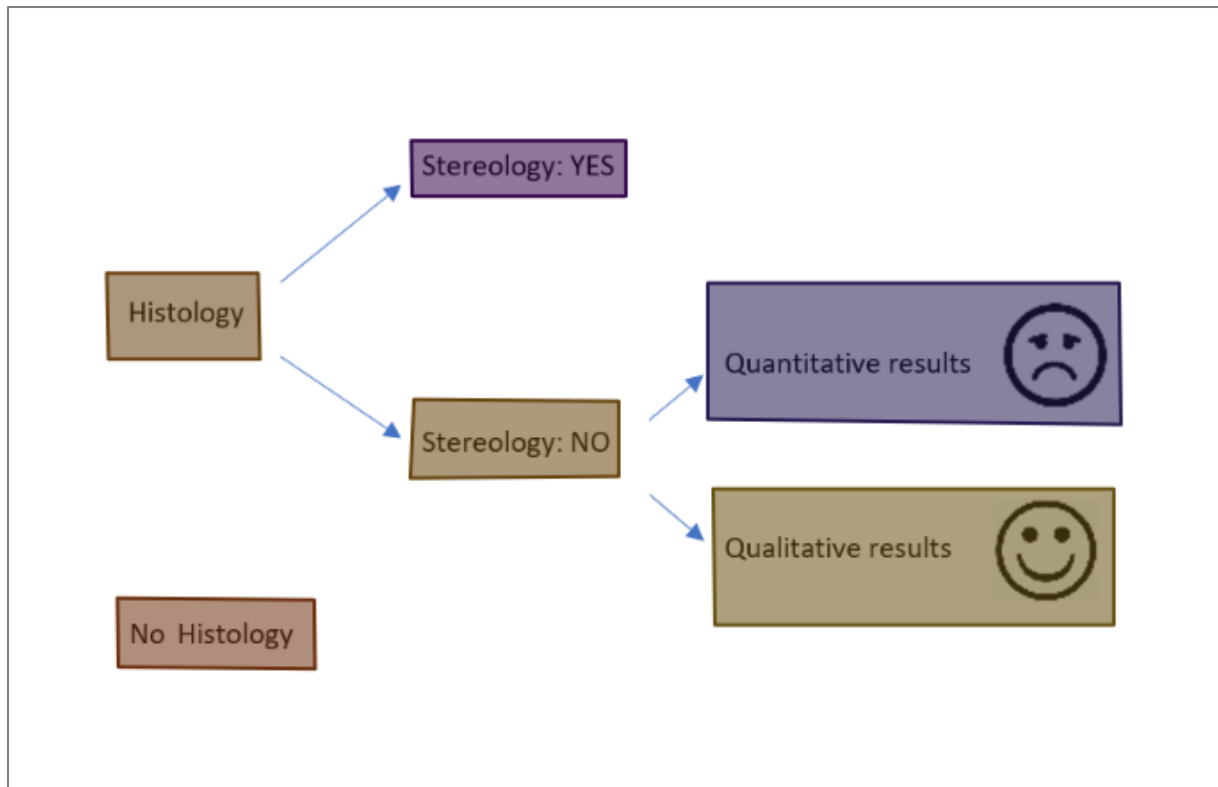 Stereology: YES
Histology
Quantitative results
Stereology: NO
Qualitative results
No Histology